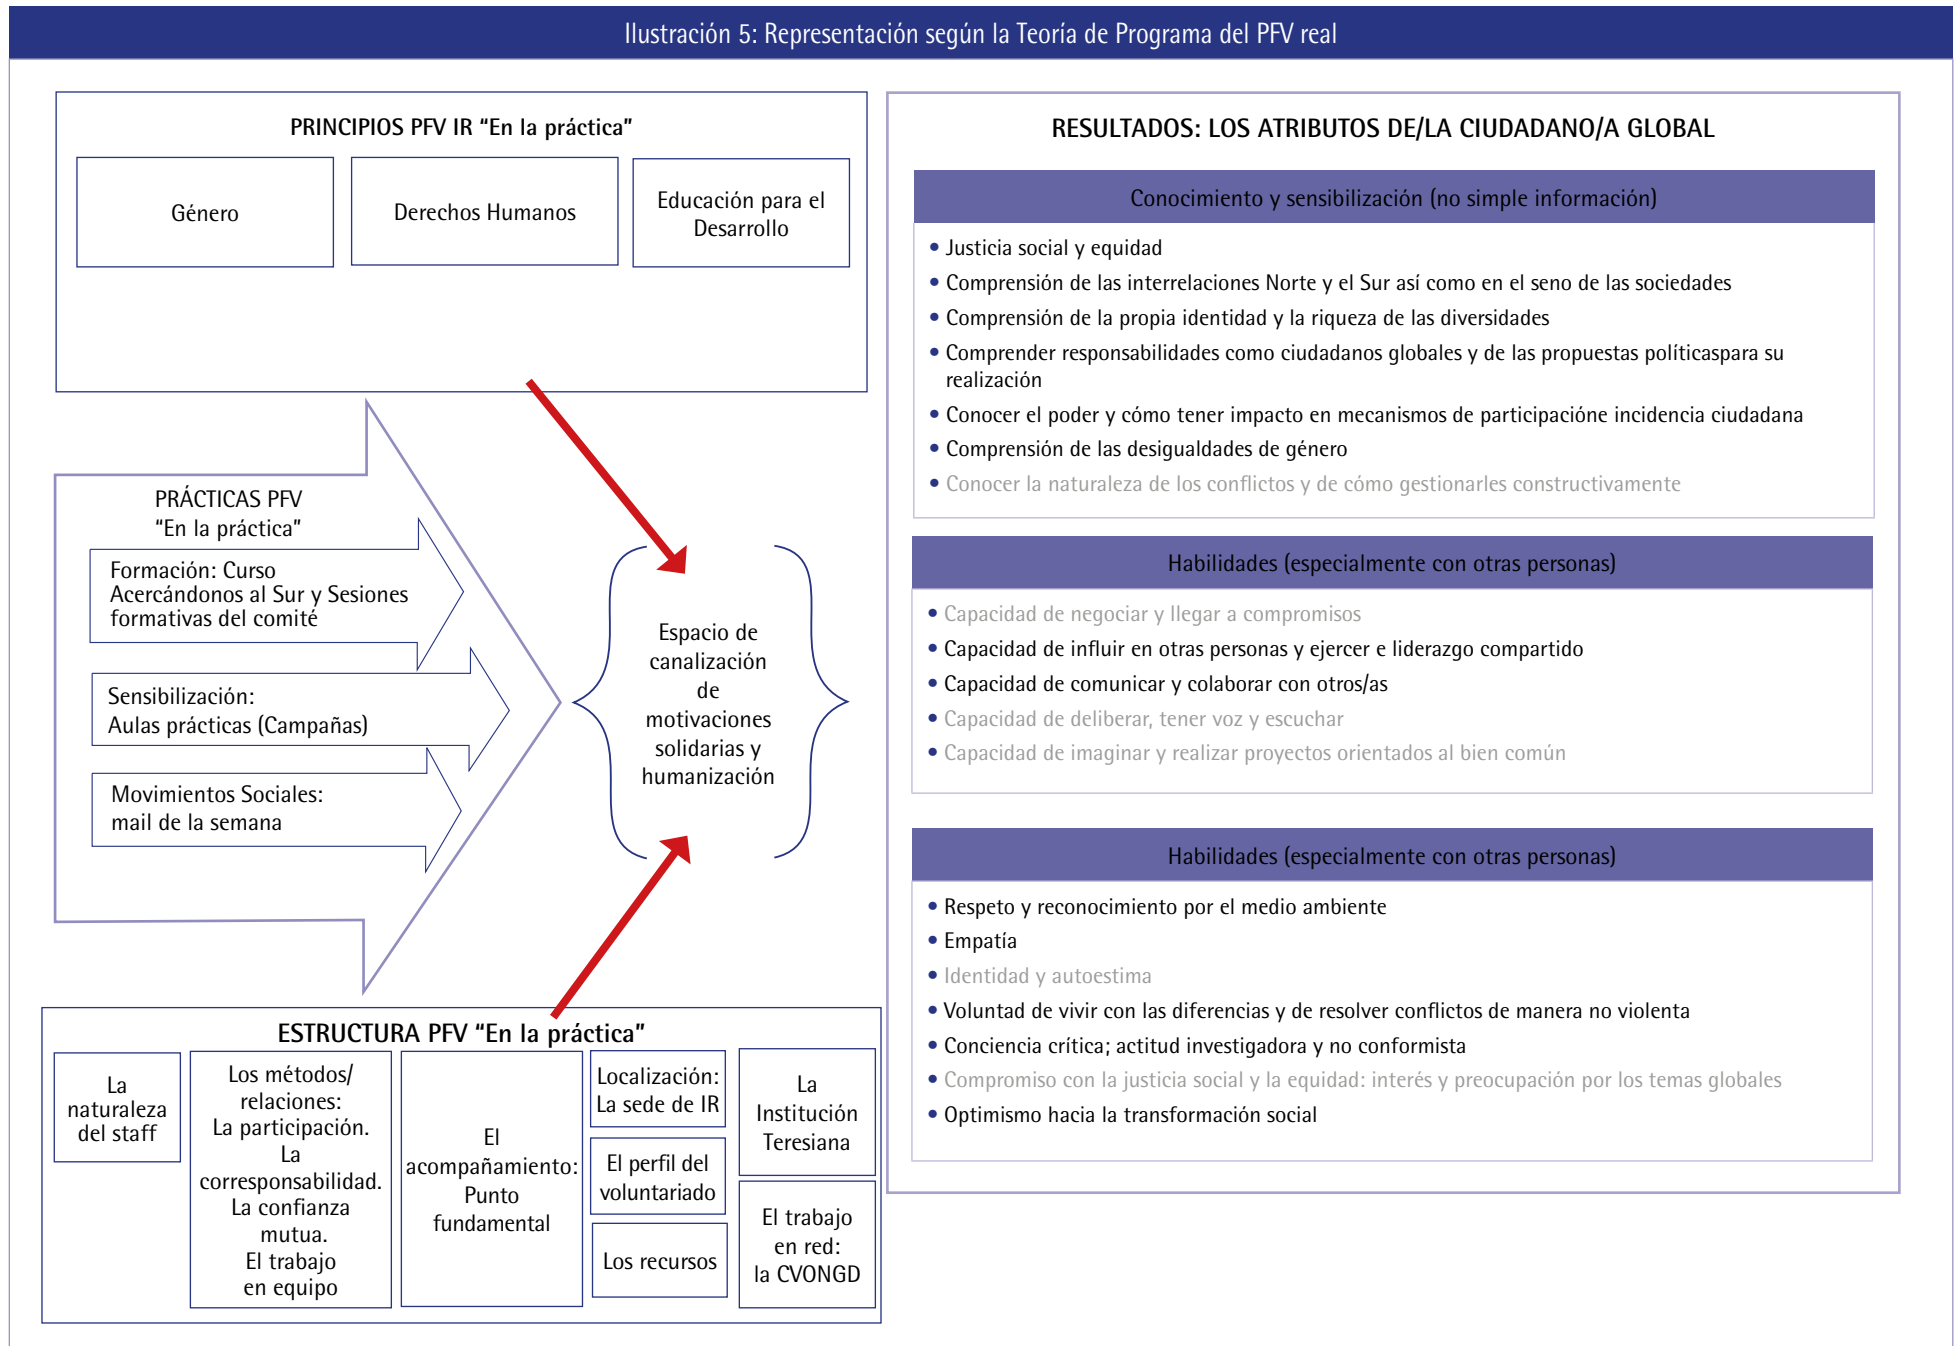 Ilustración 5: Representación según la Teoría de Programa del PFV real
PRINCIPIOS PFV IR “En la práctica”
Género
Derechos Humanos
Educación para el
Desarrollo
PRÁCTICAS PFV
“En la práctica”
Formación: Curso
Acercándonos al Sur y Sesiones
formativas del comité
Sensibilización:
Aulas prácticas (Campañas)
Movimientos Sociales:
mail de la semana
Espacio de
canalización
de
motivaciones
solidarias y
humanización
ESTRUCTURA PFV “En la práctica”
La
naturaleza
del staff
Los métodos/
relaciones:
La participación.
La
corresponsabilidad.
La confianza
mutua.
El trabajo
en equipo
El
acompañamiento:
Punto
fundamental
Localización:
La sede de IR
El perfil del
voluntariado
Los recursos
La
Institución
Teresiana
El trabajo
en red:
la CVONGD
RESULTADOS: LOS ATRIBUTOS DE/LA CIUDADANO/A GLOBAL
Conocimiento y sensibilización (no simple información)
• Justicia social y equidad
• Comprensión de las interrelaciones Norte y el Sur así como en el seno de las sociedades
• Comprensión de la propia identidad y la riqueza de las diversidades
• Comprender responsabilidades como ciudadanos globales y de las propuestas políticaspara su
realización
• Conocer el poder y cómo tener impacto en mecanismos de participacióne incidencia ciudadana
• Comprensión de las desigualdades de género
• Conocer la naturaleza de los conflictos y de cómo gestionarles constructivamente
Habilidades (especialmente con otras personas)
• Capacidad de negociar y llegar a compromisos
• Capacidad de influir en otras personas y ejercer e liderazgo compartido
• Capacidad de comunicar y colaborar con otros/as
• Capacidad de deliberar, tener voz y escuchar
• Capacidad de imaginar y realizar proyectos orientados al bien común
Habilidades (especialmente con otras personas)
• Respeto y reconocimiento por el medio ambiente
• Empatía
• Identidad y autoestima
• Voluntad de vivir con las diferencias y de resolver conflictos de manera no violenta
• Conciencia crítica; actitud investigadora y no conformista
• Compromiso con la justicia social y la equidad: interés y preocupación por los temas globales
• Optimismo hacia la transformación social